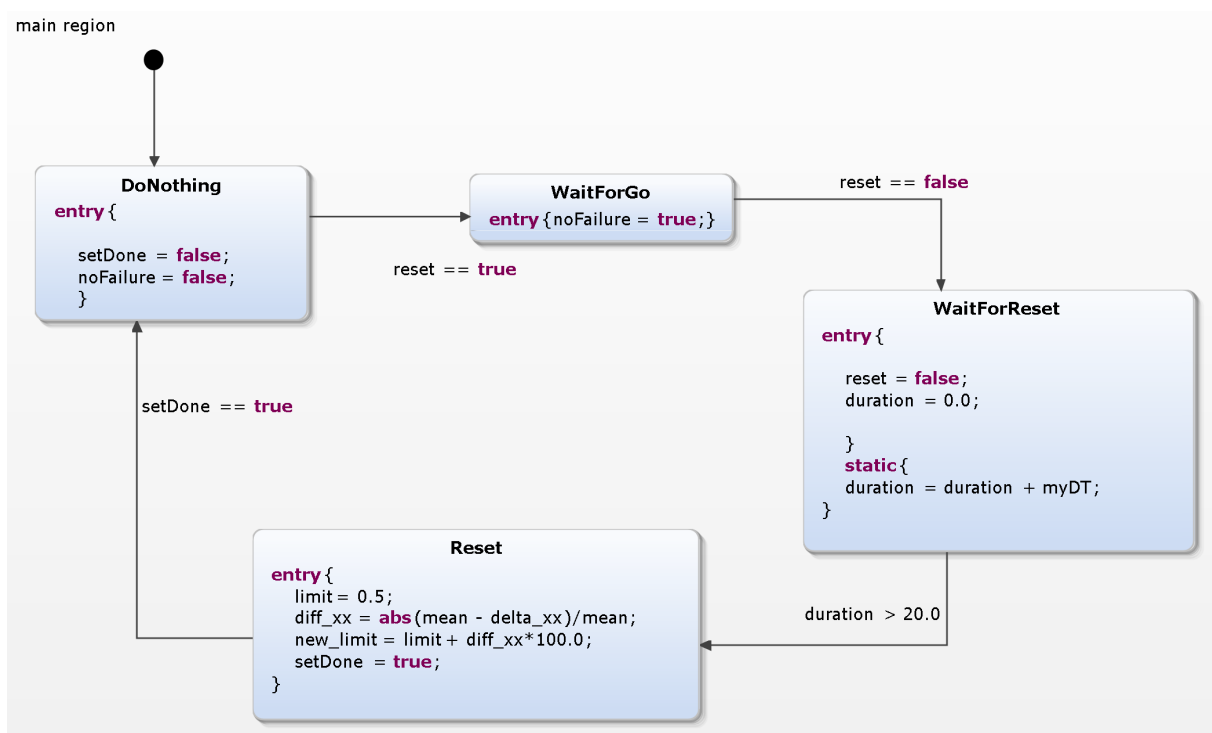 main region
DoNothing
entry{
setDone = false;
noFailure = false;
}
WaitForGo
entry{noFailure = true;}
reset == true
reset == false
WaitForReset
entry{
reset = false;
duration = 0.0;
}
static{
duration = duration + myDT;
}
setDone == true
Reset
entry{
limit = 0.5;
diff_xx = abs(mean - delta_xx)/mean;
new_limit = limit + diff_xx*100.0;
setDone = true;
}
duration > 20.0